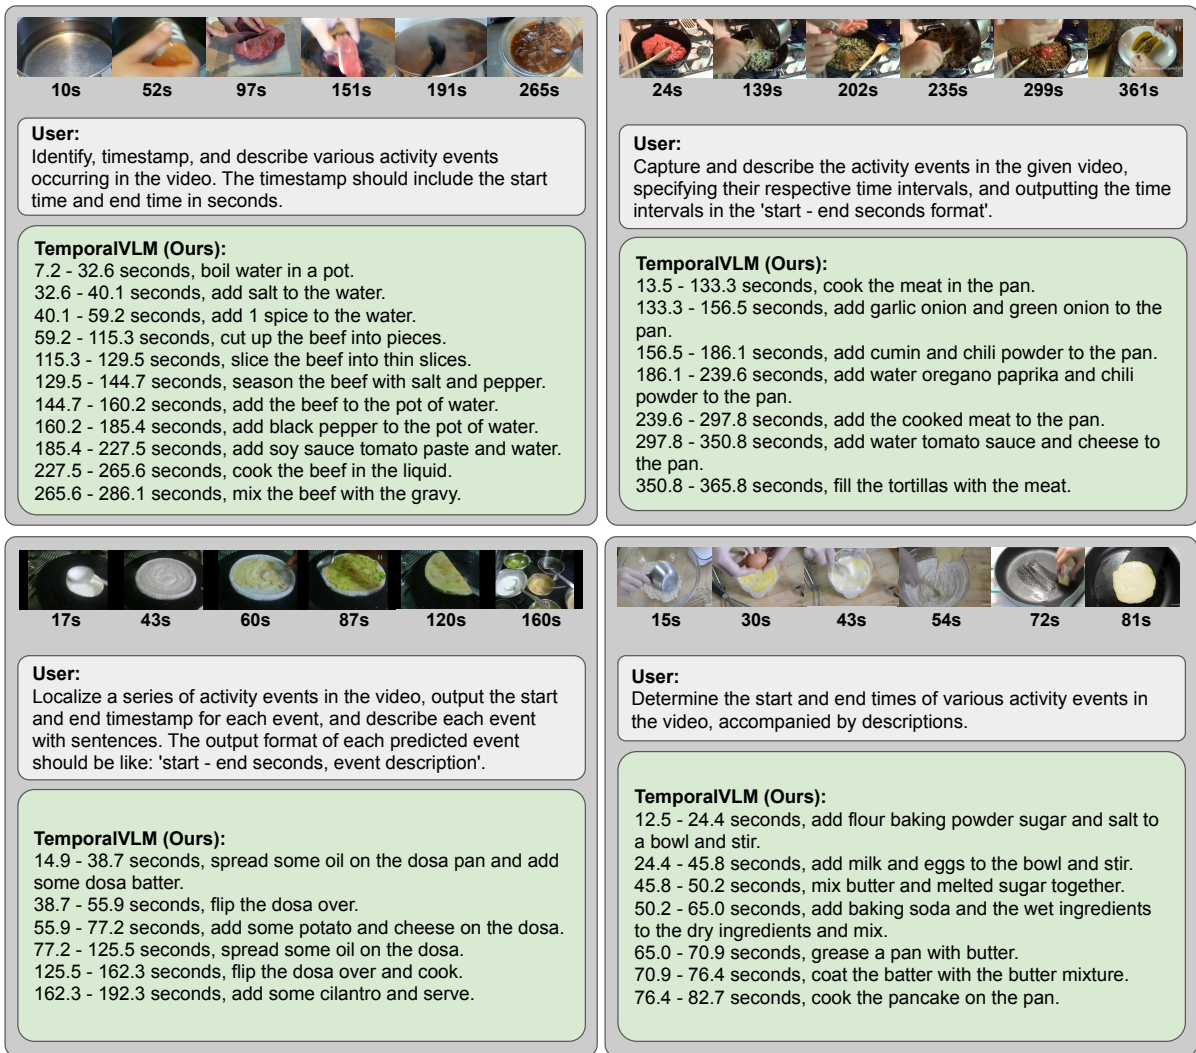 10s 52s 97s 151s 191s 265s
User:
Identify, timestamp, and describe various activity events
occurring in the video. The timestamp should include the start
time and end time in seconds.
TemporalVLM (Ours):
7.2 - 32.6 seconds, boil water in a pot.
32.6 - 40.1 seconds, add salt to the water.
40.1 - 59.2 seconds, add 1 spice to the water.
59.2 - 115.3 seconds, cut up the beef into pieces.
115.3 - 129.5 seconds, slice the beef into thin slices.
129.5 - 144.7 seconds, season the beef with salt and pepper.
144.7 - 160.2 seconds, add the beef to the pot of water.
160.2 - 185.4 seconds, add black pepper to the pot of water.
185.4 - 227.5 seconds, add soy sauce tomato paste and water.
227.5 - 265.6 seconds, cook the beef in the liquid.
265.6 - 286.1 seconds, mix the beef with the gravy.
24s 139s 202s 235s 299s 361s
User:
Capture and describe the activity events in the given video,
specifying their respective time intervals, and outputting the time
intervals in the 'start - end seconds format'.
TemporalVLM (Ours):
13.5 - 133.3 seconds, cook the meat in the pan.
133.3 - 156.5 seconds, add garlic onion and green onion to the
pan.
156.5 - 186.1 seconds, add cumin and chili powder to the pan.
186.1 - 239.6 seconds, add water oregano paprika and chili
powder to the pan.
239.6 - 297.8 seconds, add the cooked meat to the pan.
297.8 - 350.8 seconds, add water tomato sauce and cheese to
the pan.
350.8 - 365.8 seconds, fill the tortillas with the meat.
17s 43s 60s 87s 120s 160s
User:
Localize a series of activity events in the video, output the start
and end timestamp for each event, and describe each event
with sentences. The output format of each predicted event
should be like: 'start - end seconds, event description'.
TemporalVLM (Ours):
14.9 - 38.7 seconds, spread some oil on the dosa pan and add
some dosa batter.
38.7 - 55.9 seconds, flip the dosa over.
55.9 - 77.2 seconds, add some potato and cheese on the dosa.
77.2 - 125.5 seconds, spread some oil on the dosa.
125.5 - 162.3 seconds, flip the dosa over and cook.
162.3 - 192.3 seconds, add some cilantro and serve.
15s 30s 43s 54s 72s 81s
User:
Determine the start and end times of various activity events in
the video, accompanied by descriptions.
TemporalVLM (Ours):
12.5 - 24.4 seconds, add flour baking powder sugar and salt to
a bowl and stir.
24.4 - 45.8 seconds, add milk and eggs to the bowl and stir.
45.8 - 50.2 seconds, mix butter and melted sugar together.
50.2 - 65.0 seconds, add baking soda and the wet ingredients
to the dry ingredients and mix.
65.0 - 70.9 seconds, grease a pan with butter.
70.9 - 76.4 seconds, coat the batter with the butter mixture.
76.4 - 82.7 seconds, cook the pancake on the pan.